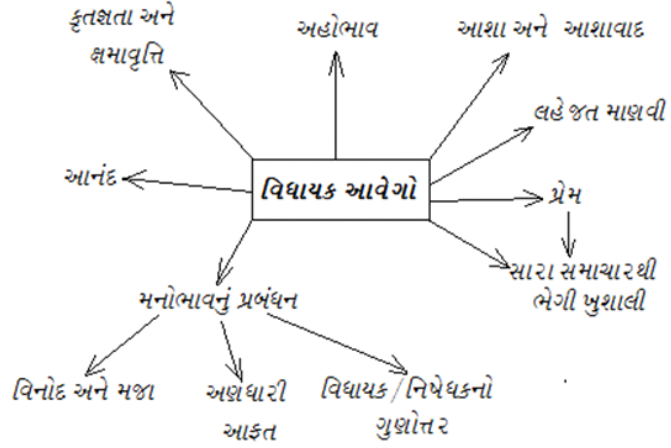 કૃતજ્ઞતા અને
ક્ષમાવૃત્તિ
અહોભાવ
આશા અને આશાવાદ
લહેજત માણવી
આનંદ
વિધાયક આવેગો
પ્રેમ
સારા સમાચારથી
ભેગી ખુશાલી
મનોભાવનું પ્રબંધન
વિનોદ અને મજા
અણધારી
આફત
વિધાયક / નિષેધકનો
ગુણોત્તર